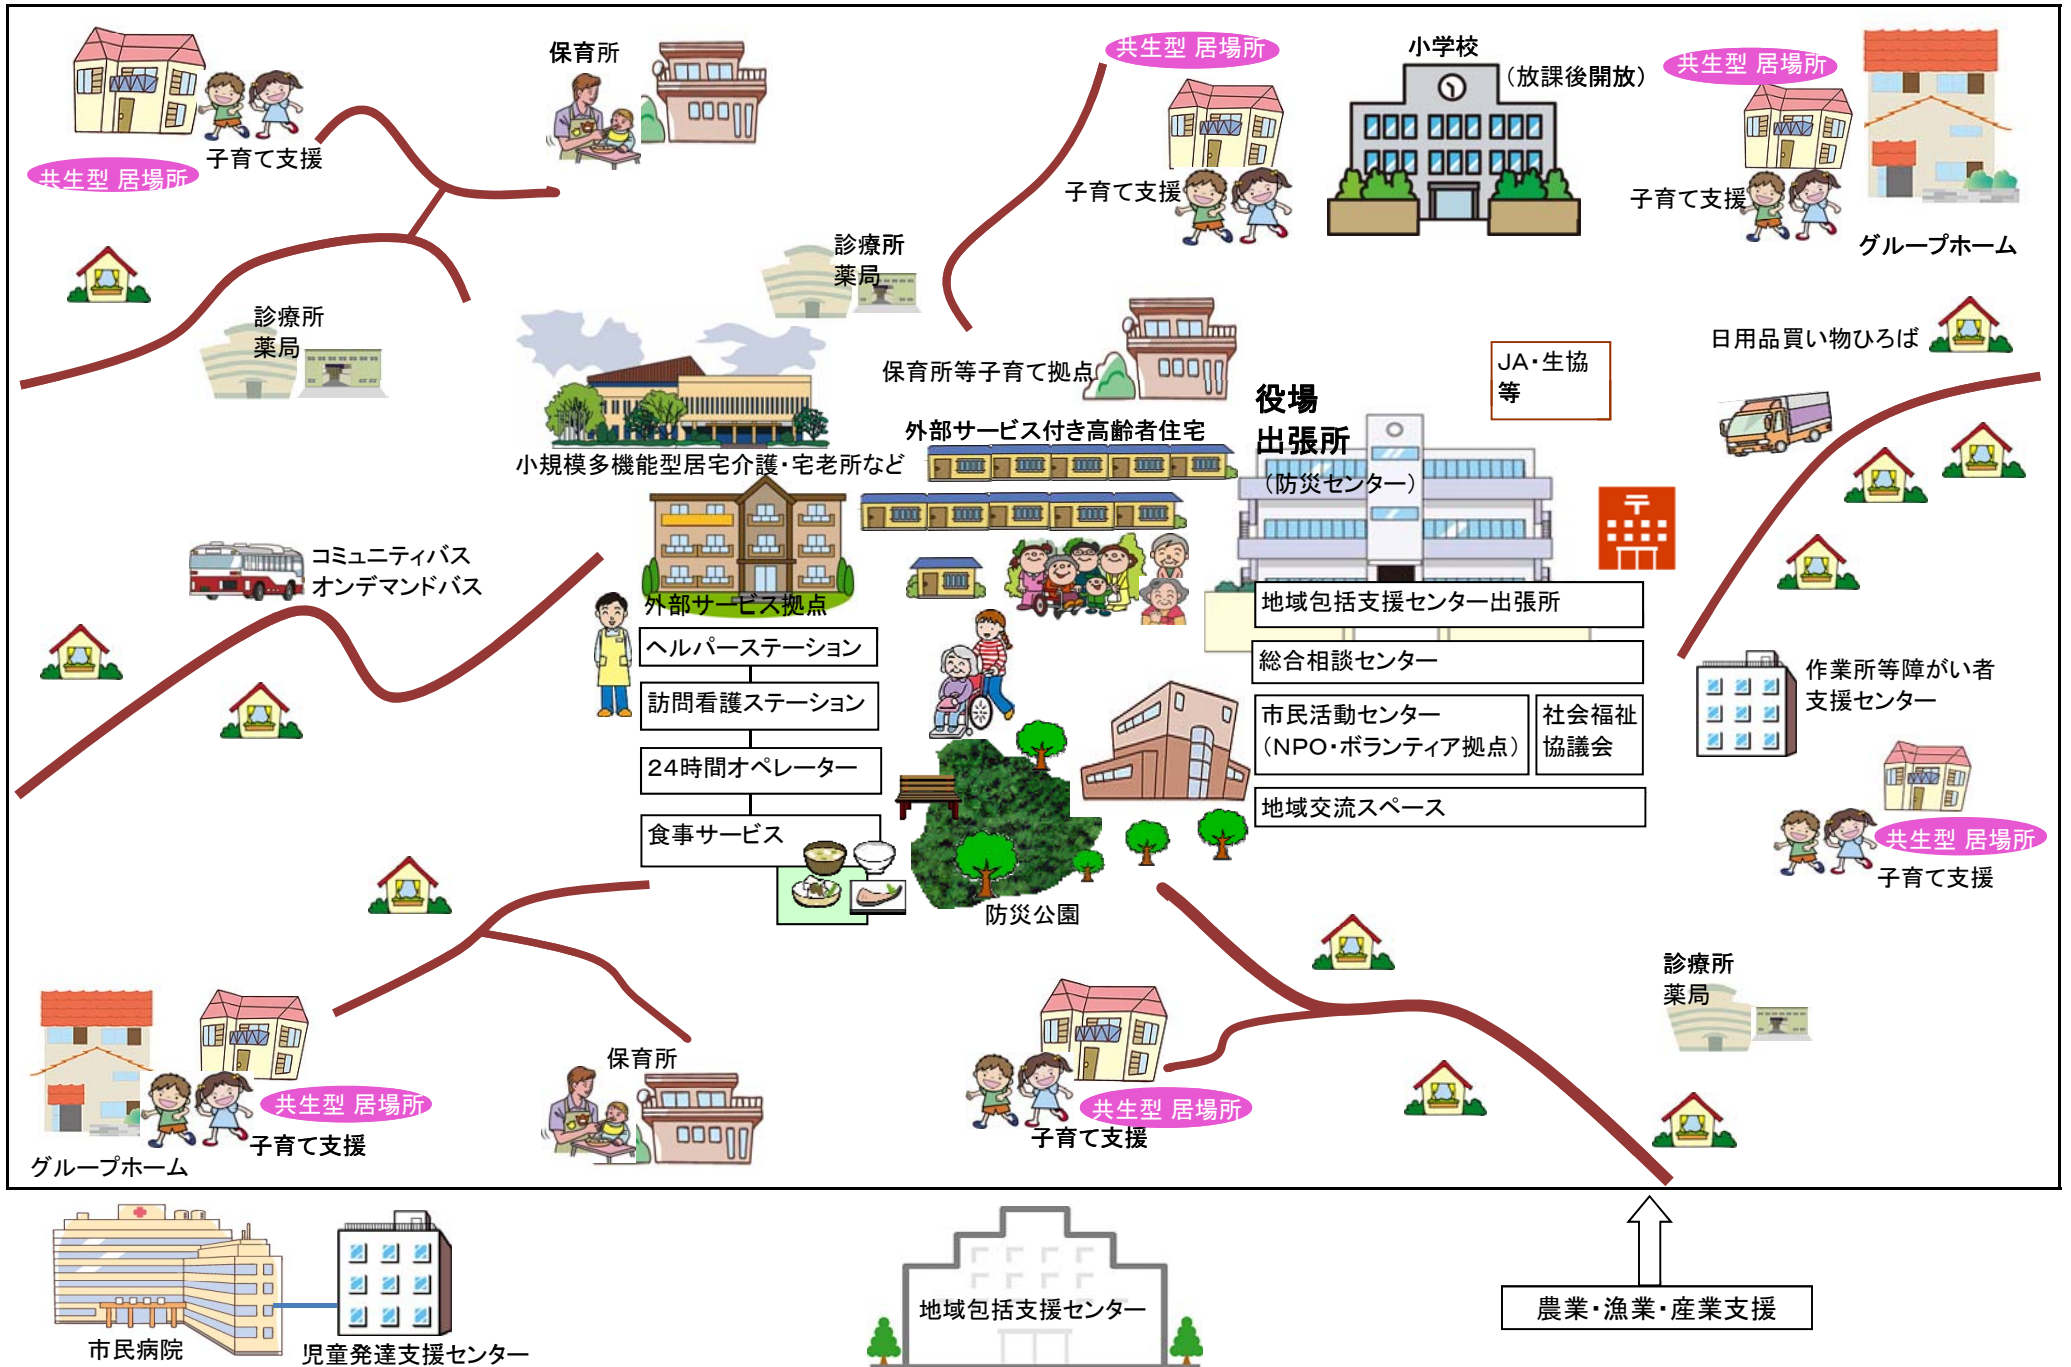 共生型 居場所
小学校
(放課後開放)
共生型 居場所
保育所
子育て支援
共生型 居場所
子育て支援
子育て支援
グループホーム
診療所
薬局
診療所
薬局
日用品買い物ひろば
保育所等子育て拠点
JA・生協
等
役場
出張所
(防災センター)
外部サービス付き高齢者住宅
小規模多機能型居宅介護・宅老所など
〒
コミュニティバス
オンデマンドバス
外部サービス拠点
ヘルパーステーション
訪問看護ステーション
24時間オペレーター
食事サービス
地域包括支援センター出張所
総合相談センター
市民活動センター
(NPO・ボランティア拠点)
社会福祉
協議会
地域交流スペース
作業所等障がい者
支援センター
共生型 居場所
子育て支援
防災公園
診療所
薬局
保育所
共生型 居場所
子育て支援
グループホーム
共生型 居場所
子育て支援
市民病院
児童発達支援センター
地域包括支援センター
農業・漁業・産業支援